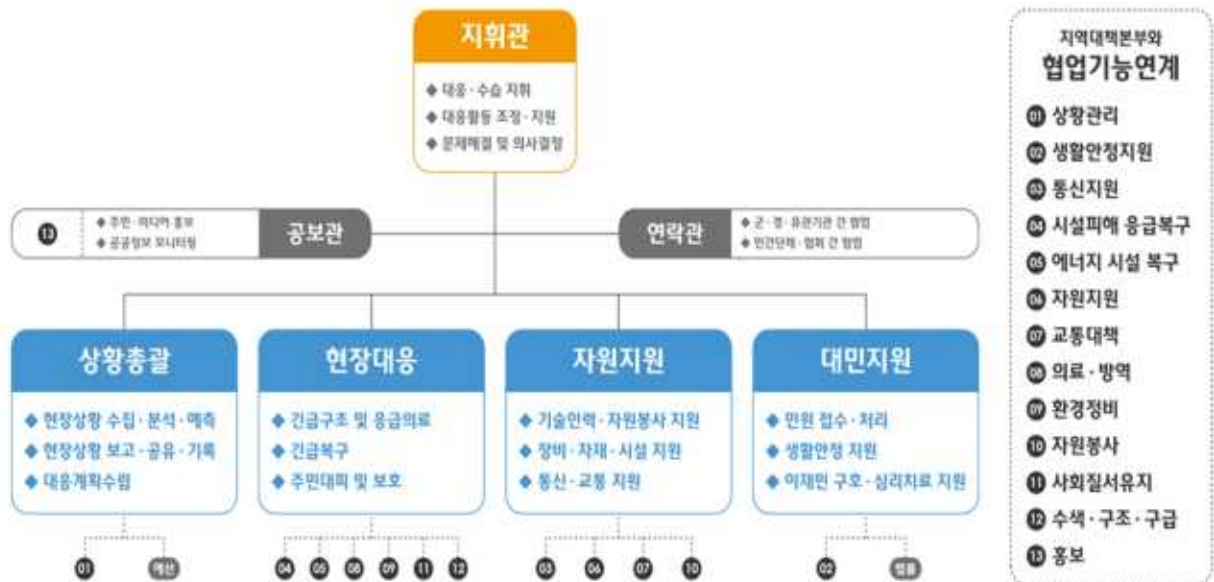 지휘관
◆ 대응·수습 지휘
◆ 대응활동 조정·지원
◆ 문제해결 및 의사결정
13
◆ 주민·미디어 홍보
◆ 공공정보 모니터링
공보관
연락관
◆ 군·경·유관기관 간 협업
◆ 민간단체·협회 간 협업
상황총괄
◆ 현장상황 수집·분석·예측
◆ 현장상황 보고·공유·기록
◆ 대응계획수립
01 예산
현장대응
◆ 긴급구조 및 응급의료
◆ 긴급복구
◆ 주민대피 및 보호
04 05 08 09 11 12
자원지원
◆ 기술인력·자원봉사 지원
◆ 장비·자재·시설 지원
◆ 통신·교통 지원
03 06 07 10
대민지원
◆ 민원 접수·처리
◆ 생활안정 지원
◆ 이재민 구호·심리치료 지원
02 법률
지역대책본부와
협업기능연계
01 상황관리
02 생활안정지원
03 통신지원
04 시설피해 응급복구
05 에너지 시설 복구
06 자원지원
07 교통대책
08 의료·방역
09 환경정비
10 자원봉사
11 사회질서유지
12 수색·구조·구급
13 홍보